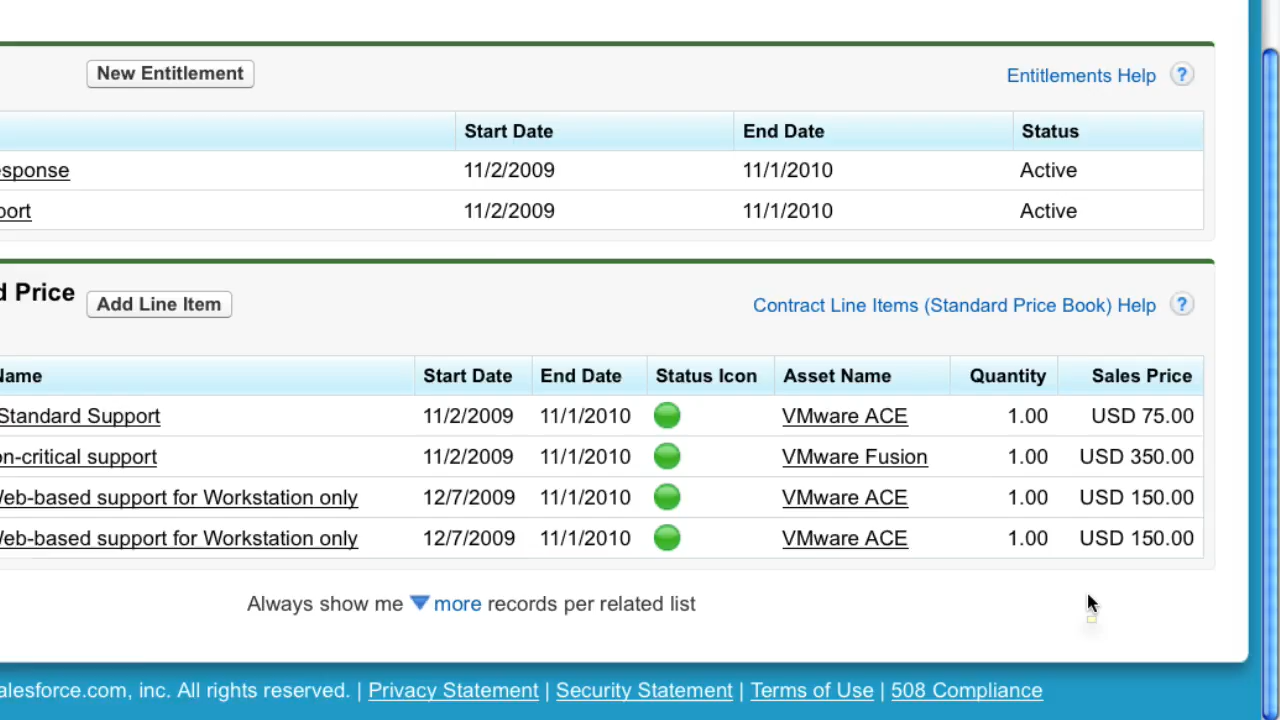 New Entitlement Entitlements Help ?
Start Date End Date Status
esponse 11/2/2009 11/1/2010 Active
port 11/2/2009 11/1/2010 Active
d Price Add Line Item Contract Line Items (Standard Price Book) Help ?
Name Start Date End Date Status Icon Asset Name Quantity Sales Price
Standard Support 11/2/2009 11/1/2010 VMware ACE 1.00 USD 75.00
on-critical support 11/2/2009 11/1/2010 VMware Fusion 1.00 USD 350.00
Web-based support for Workstation only 12/7/2009 11/1/2010 VMware ACE 1.00 USD 150.00
Web-based support for Workstation only 12/7/2009 11/1/2010 VMware ACE 1.00 USD 150.00
Always show me more records per related list
alesforce.com, inc. All rights reserved. | Privacy Statement | Security Statement | Terms of Use | 508 Compliance